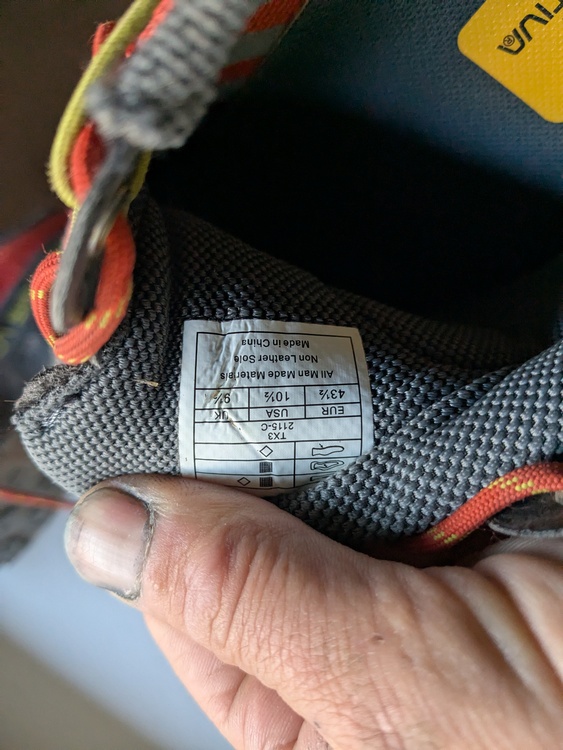 TIVA®
TX3
2115-C
EUR USA UK
43½ 10½ 9½
All Man Made Materials
Non Leather Sole
Made in China